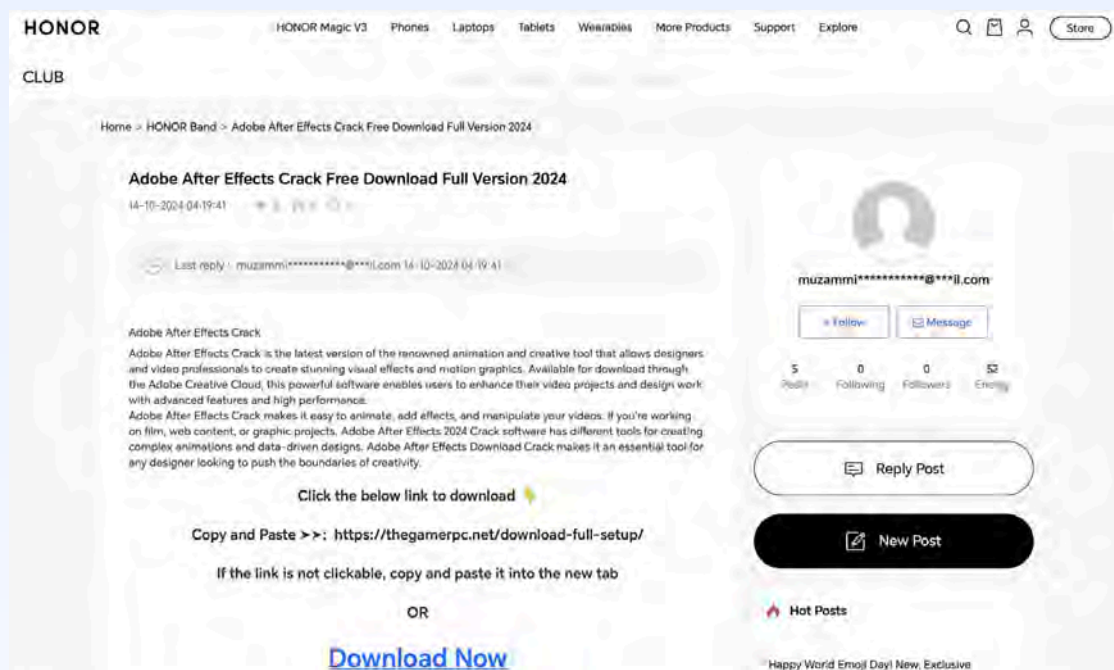 HONOR
HONOR Magic V3 Phones Laptops Tablets Wearables More Products Support Explore Store
CLUB
Home > HONOR Band > Adobe After Effects Crack Free Download Full Version 2024
Adobe After Effects Crack Free Download Full Version 2024
14-10-2024 04:19:41
Last reply : muzammi***********@***il.com 14-10-2024 04:19:41
muzammi***********@***il.com
+ Follow Message
5 0 0 52
Posts Following Followers Energy
Adobe After Effects Crack
Adobe After Effects Crack is the latest version of the renowned animation and creative tool that allows designers
and video professionals to create stunning visual effects and motion graphics. Available for download through
the Adobe Creative Cloud, this powerful software enables users to enhance their video projects and design work
with advanced features and high performance.
Adobe After Effects Crack makes it easy to animate, add effects, and manipulate your videos. If you're working
on film, web content, or graphic projects. Adobe After Effects 2024 Crack software has different tools for creating
complex animations and data-driven designs. Adobe After Effects Download Crack makes it an essential tool for
any designer looking to push the boundaries of creativity.
Click the below link to download 👇
Copy and Paste >>: https://thegamerpc.net/download-full-setup/
If the link is not clickable, copy and paste it into the new tab
OR
Download Now
Reply Post
New Post
Hot Posts
Happy World Emoji Day! New, Exclusive